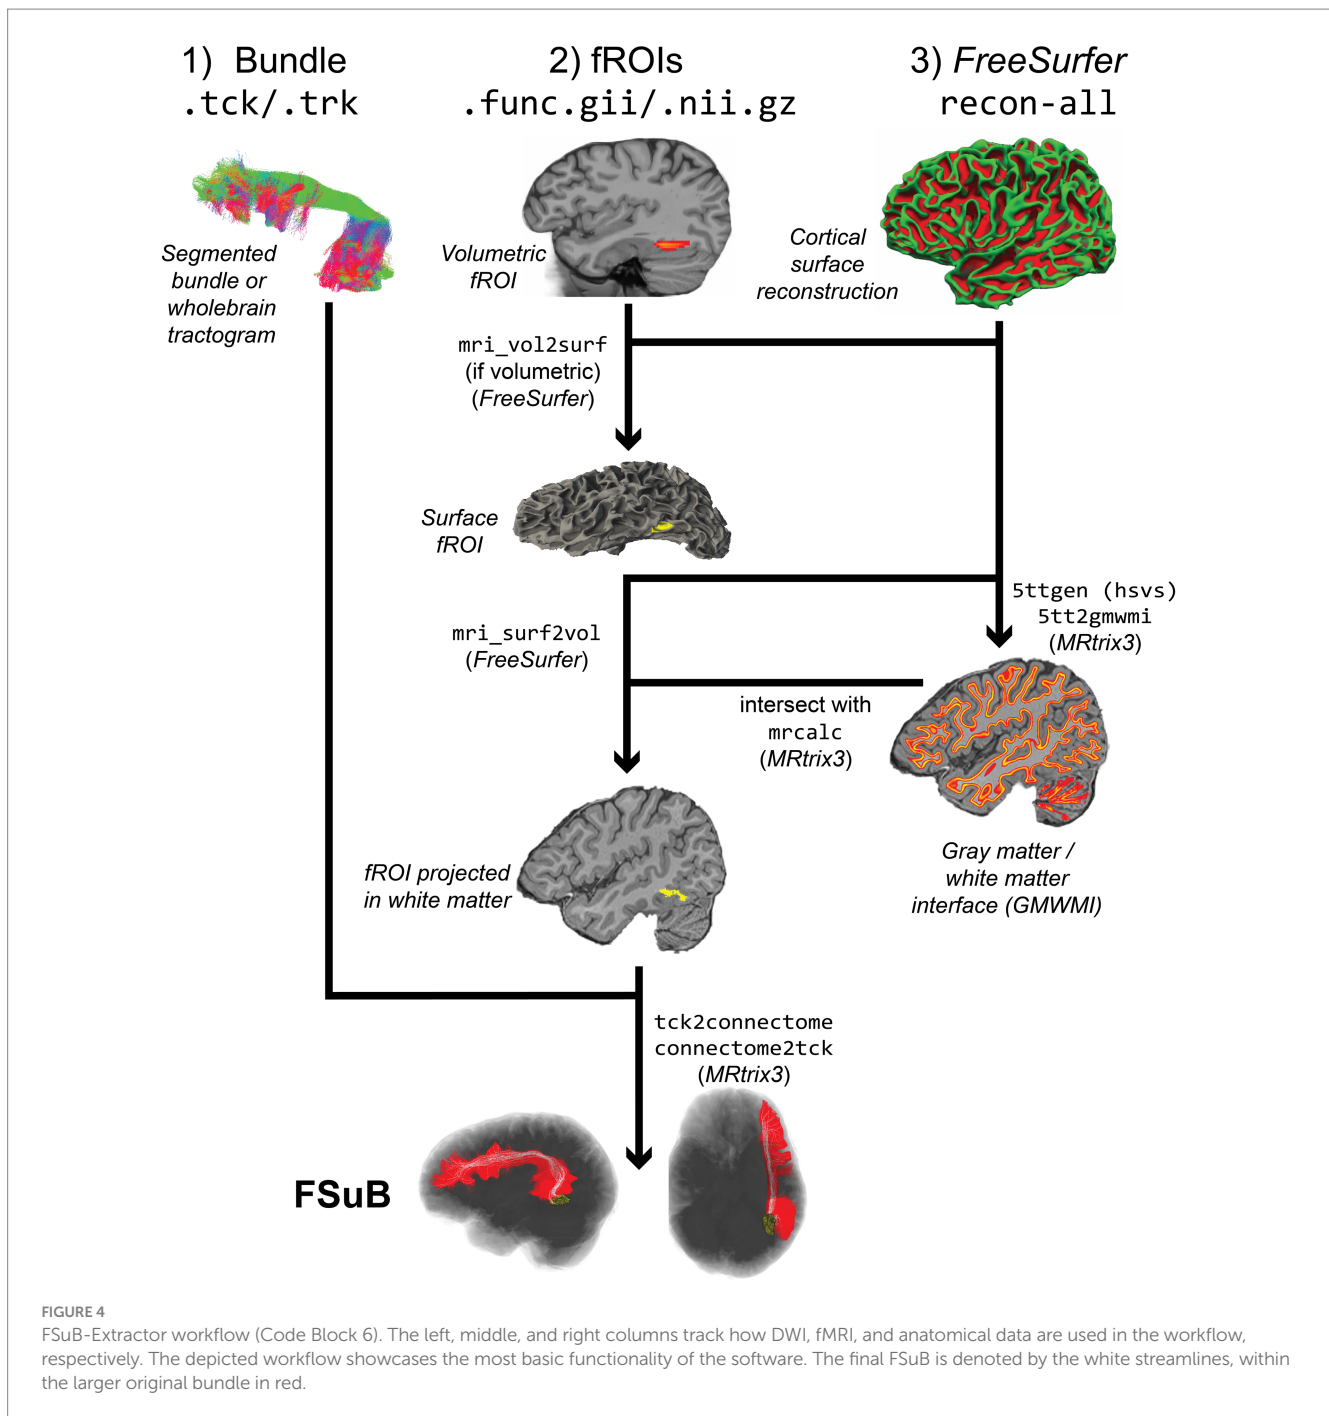 1) Bundle
.tck/.trk
2) fROIs
.func.gii/.nii.gz
3) FreeSurfer
recon-all
Segmented
bundle or
wholebrain
tractogram
Volumetric
fROI
Cortical
surface
reconstruction
mri_vol2surf
(if volumetric)
(FreeSurfer)
Surface
fROI
5ttgen (hsvs)
5tt2gmwmi
(MRtrix3)
mri_surf2vol
(FreeSurfer)
intersect with
mrcalc
(MRtrix3)
fROI projected
in white matter
Gray matter /
white matter
interface (GMWMI)
tck2connectome
connectome2tck
(MRtrix3)
FSuB
FIGURE 4
FSuB-Extractor workflow (Code Block 6). The left, middle, and right columns track how DWI, fMRI, and anatomical data are used in the workflow,
respectively. The depicted workflow showcases the most basic functionality of the software. The final FSuB is denoted by the white streamlines, within
the larger original bundle in red.